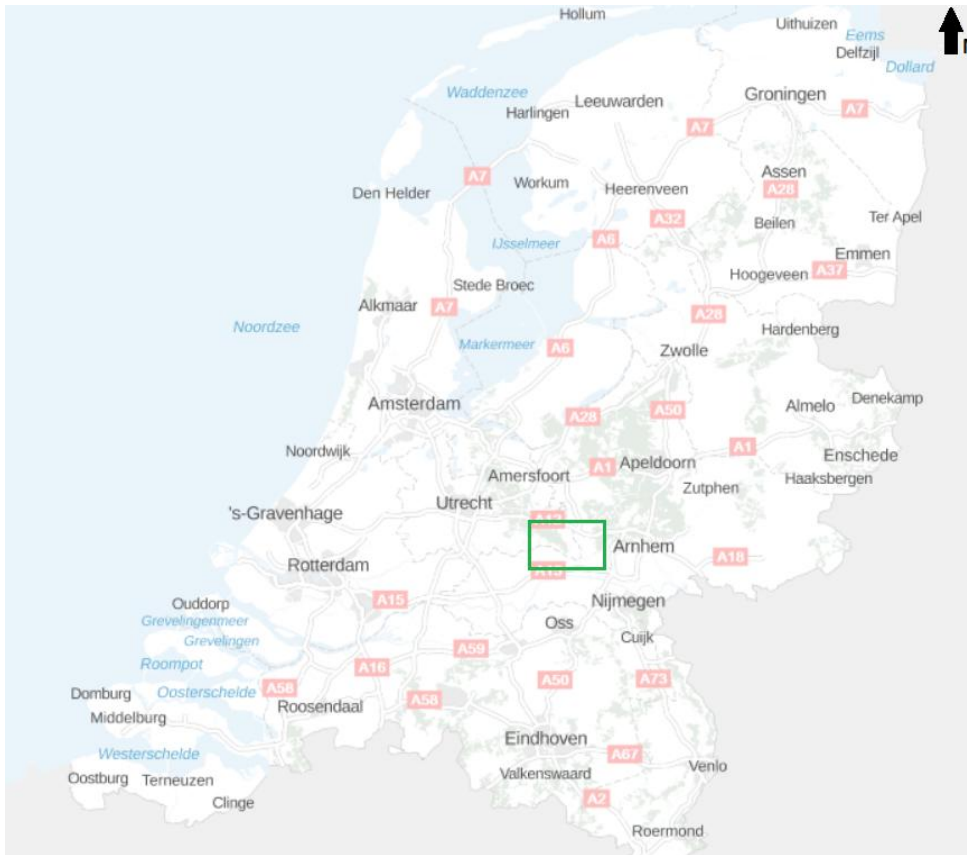 Hollum
Uithuizen
Eems
Delfzijl
Dollard
Waddenzee
Harlingen
Leeuwarden
Groningen
A7
A7
A7
Den Helder
Workum
Heerenveen
Assen
A28
A32
Beilen
Ter Apel
IJsselmeer
A6
Emmen
Hoogeveen
A37
Stede Broec
Alkmaar
A7
A28
Noordzee
Markermeer
A6
Hardenberg
Zwolle
Amsterdam
A28
A50
Almelo
Denekamp
Noordwijk
A1
Enschede
Amersfoort
A1
Apeldoorn
Haaksbergen
Zutphen
Utrecht
's-Gravenhage
Arnhem
A18
Rotterdam
A15
Nijmegen
Ouddorp
Grevelingenmeer
Oss
Grevelingen
Cuijk
A59
Roompot
A16
A50
A73
Domburg
Oosterschelde
A58
A58
Roosendaal
Middelburg
Eindhoven
Westerschelde
A67
Venlo
Oostburg
Terneuzen
Valkenswaard
Clinge
A2
Roermond